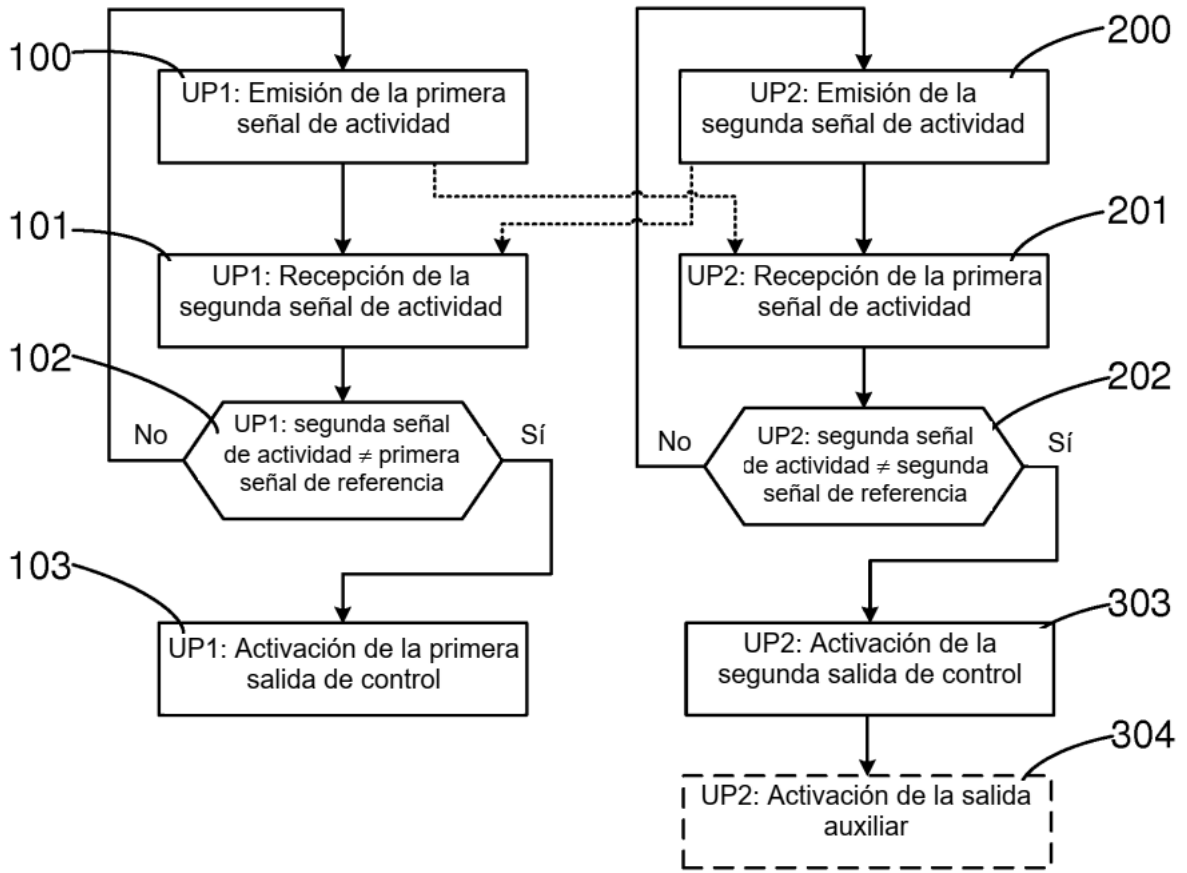 100
UP1: Emisión de la primera
señal de actividad
101
UP1: Recepción de la
segunda señal de actividad
102
No
UP1: segunda señal
de actividad ≠ primera
señal de referencia
Sí
103
UP1: Activación de la primera
salida de control
200
UP2: Emisión de la
segunda señal de actividad
201
UP2: Recepción de la primera
señal de actividad
202
No
UP2: segunda señal
de actividad ≠ segunda
señal de referencia
Sí
303
UP2: Activación de la
segunda salida de control
304
UP2: Activación de la salida
auxiliar